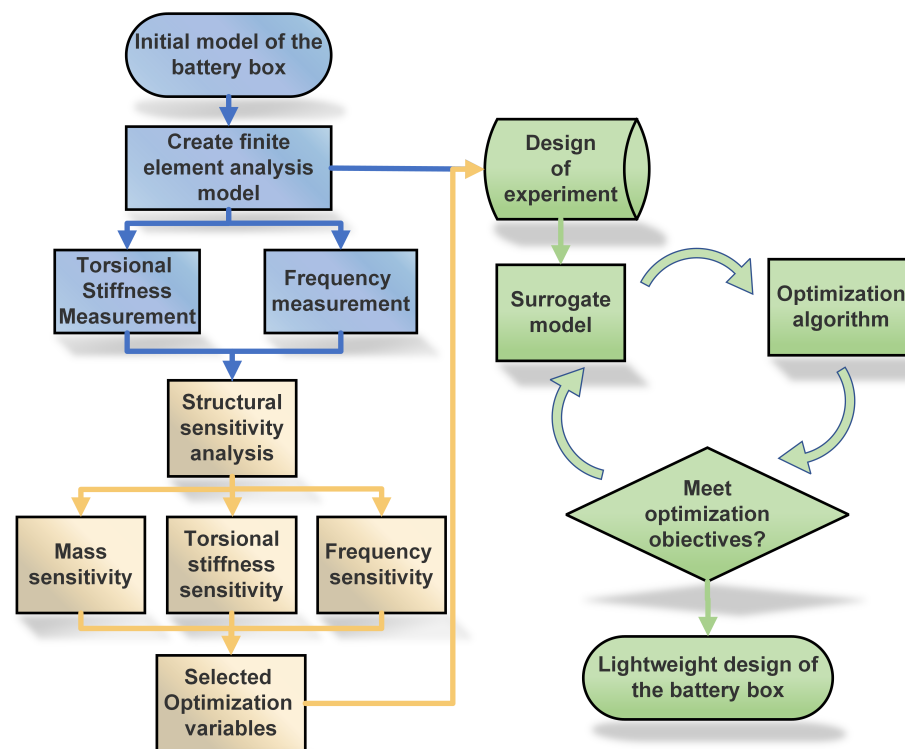 Initial model of the
battery box
Create finite
element analysis
model
Torsional
Stiffness
Measurement
Frequency
measurement
Structural
sensitivity
analysis
Mass
sensitivity
Torsional
stiffness
sensitivity
Frequency
sensitivity
Selected
Optimization
variables
Design
of
experiment
Surrogate
model
Optimization
algorithm
Meet
optimization
objectives?
Lightweight design of
the battery box